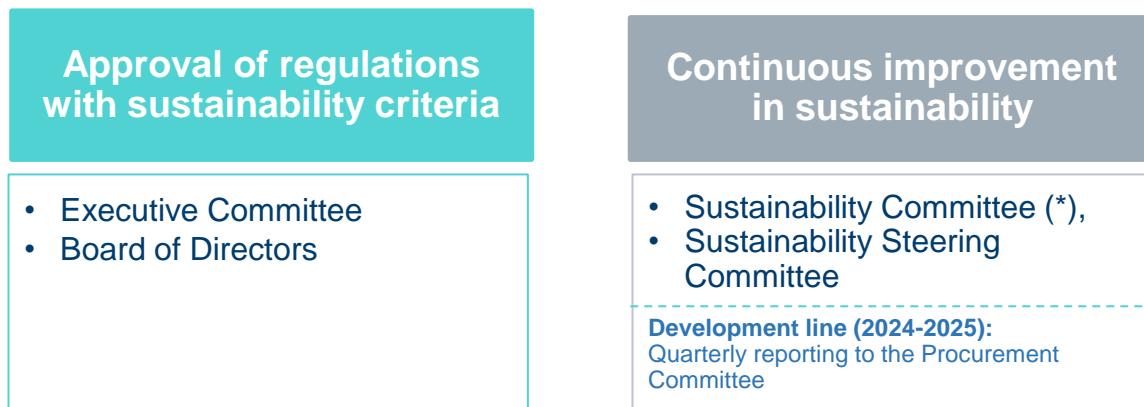 Approval of regulations
with sustainability criteria
• Executive Committee
• Board of Directors
Continuous improvement
in sustainability
• Sustainability Committee (*),
• Sustainability Steering
Committee
Development line (2024-2025):
Quarterly reporting to the Procurement
Committee